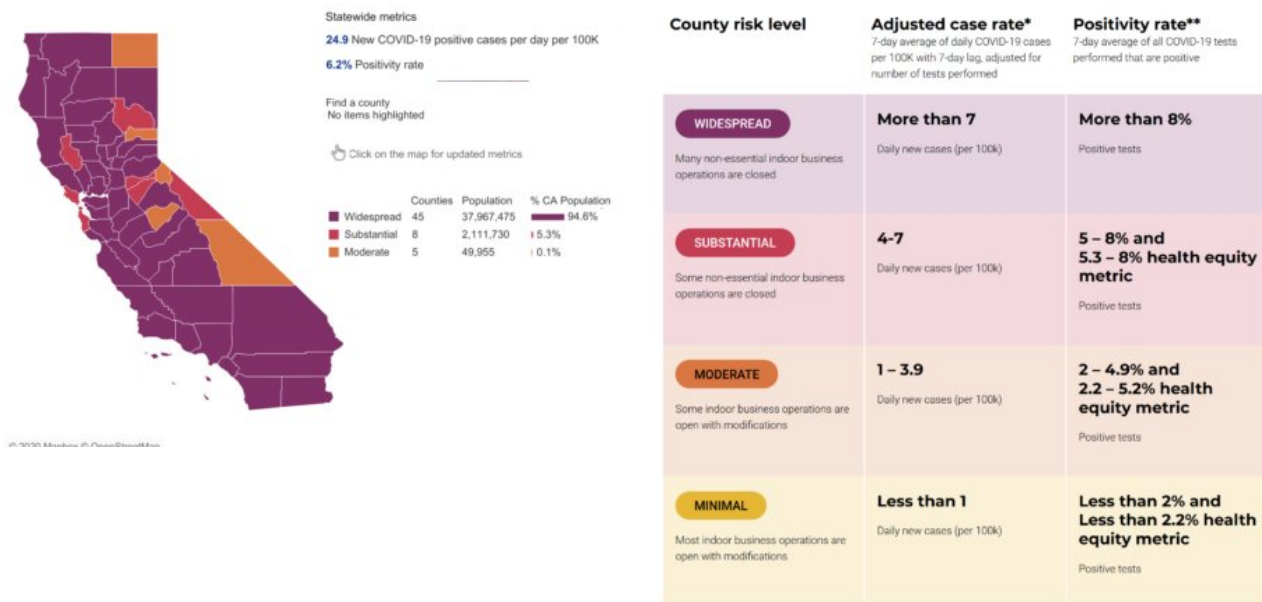 Statewide metrics
24.9 New COVID-19 positive cases per day per 100K
6.2% Positivity rate
Find a county
No items highlighted
Click on the map for updated metrics
Counties Population % CA Population
Widespread 45 37,967,475 94.6%
Substantial 8 2,111,730 5.3%
Moderate 5 49,955 0.1%
© 2020 Mapbox © OpenStreetMap
County risk level
Adjusted case rate*
7-day average of daily COVID-19 cases
per 100K with 7-day lag, adjusted for
number of tests performed
Positivity rate**
7-day average of all COVID-19 tests
performed that are positive
WIDESPREAD
Many non-essential indoor business
operations are closed
More than 7
Daily new cases (per 100k)
More than 8%
Positive tests
SUBSTANTIAL
Some non-essential indoor business
operations are closed
4-7
Daily new cases (per 100k)
5 – 8% and
5.3 – 8% health equity
metric
Positive tests
MODERATE
Some indoor business operations are
open with modifications
1 – 3.9
Daily new cases (per 100k)
2 – 4.9% and
2.2 – 5.2% health
equity metric
Positive tests
MINIMAL
Most indoor business operations are
open with modifications
Less than 1
Daily new cases (per 100k)
Less than 2% and
Less than 2.2% health
equity metric
Positive tests